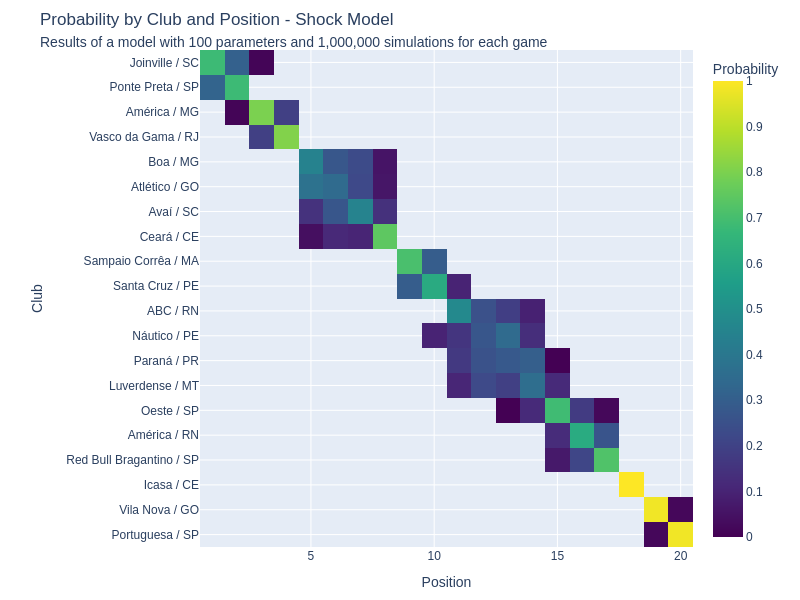 Probability by Club and Position - Shock Model
Results of a model with 100 parameters and 1,000,000 simulations for each game
Probability
Joinville / SC
Ponte Preta / SP
América / MG
Vasco da Gama / RJ
Boa / MG
Atlético / GO
Avaí / SC
Ceará / CE
Sampaio Corrêa / MA
Santa Cruz / PE
ABC / RN
Náutico / PE
Paraná / PR
Luverdense / MT
Oeste / SP
América / RN
Red Bull Bragantino / SP
Icasa / CE
Vila Nova / GO
Portuguesa / SP
Club
5
10
15
20
Position
1
0.9
0.8
0.7
0.6
0.5
0.4
0.3
0.2
0.1
0